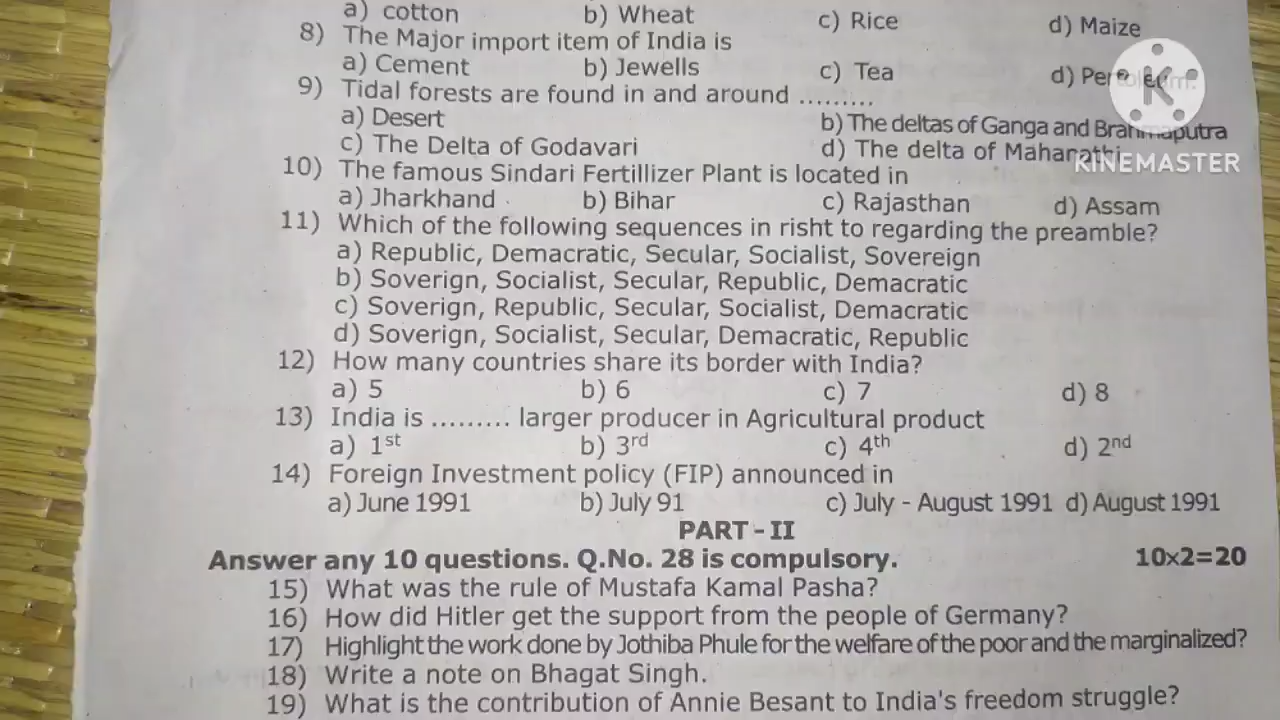 a) cotton b) Wheat c) Rice d) Maize
8) The Major import item of India is
a) Cement b) Jewells c) Tea d)
9) Tidal forests are found in and around .........
a) Desert b) The deltas of Ganga and Brahmaputra
c) The Delta of Godavari d) The delta of Mahanathi
10) The famous Sindari Fertillizer Plant is located in
a) Jharkhand b) Bihar c) Rajasthan d) Assam
11) Which of the following sequences in risht to regarding the preamble?
a) Republic, Demacratic, Secular, Socialist, Sovereign
b) Soverign, Socialist, Secular, Republic, Demacratic
c) Soverign, Republic, Secular, Socialist, Demacratic
d) Soverign, Socialist, Secular, Demacratic, Republic
12) How many countries share its border with India?
a) 5 b) 6 c) 7 d) 8
13) India is ......... larger producer in Agricultural product
a) 1st b) 3rd c) 4th d) 2nd
14) Foreign Investment policy (FIP) announced in
a) June 1991 b) July 91 c) July - August 1991 d) August 1991
PART - II
Answer any 10 questions. Q.No. 28 is compulsory. 10x2=20
15) What was the rule of Mustafa Kamal Pasha?
16) How did Hitler get the support from the people of Germany?
17) Highlight the work done by Jothiba Phule for the welfare of the poor and the marginalized?
18) Write a note on Bhagat Singh.
19) What is the contribution of Annie Besant to India's freedom struggle?
K
KINEMASTER